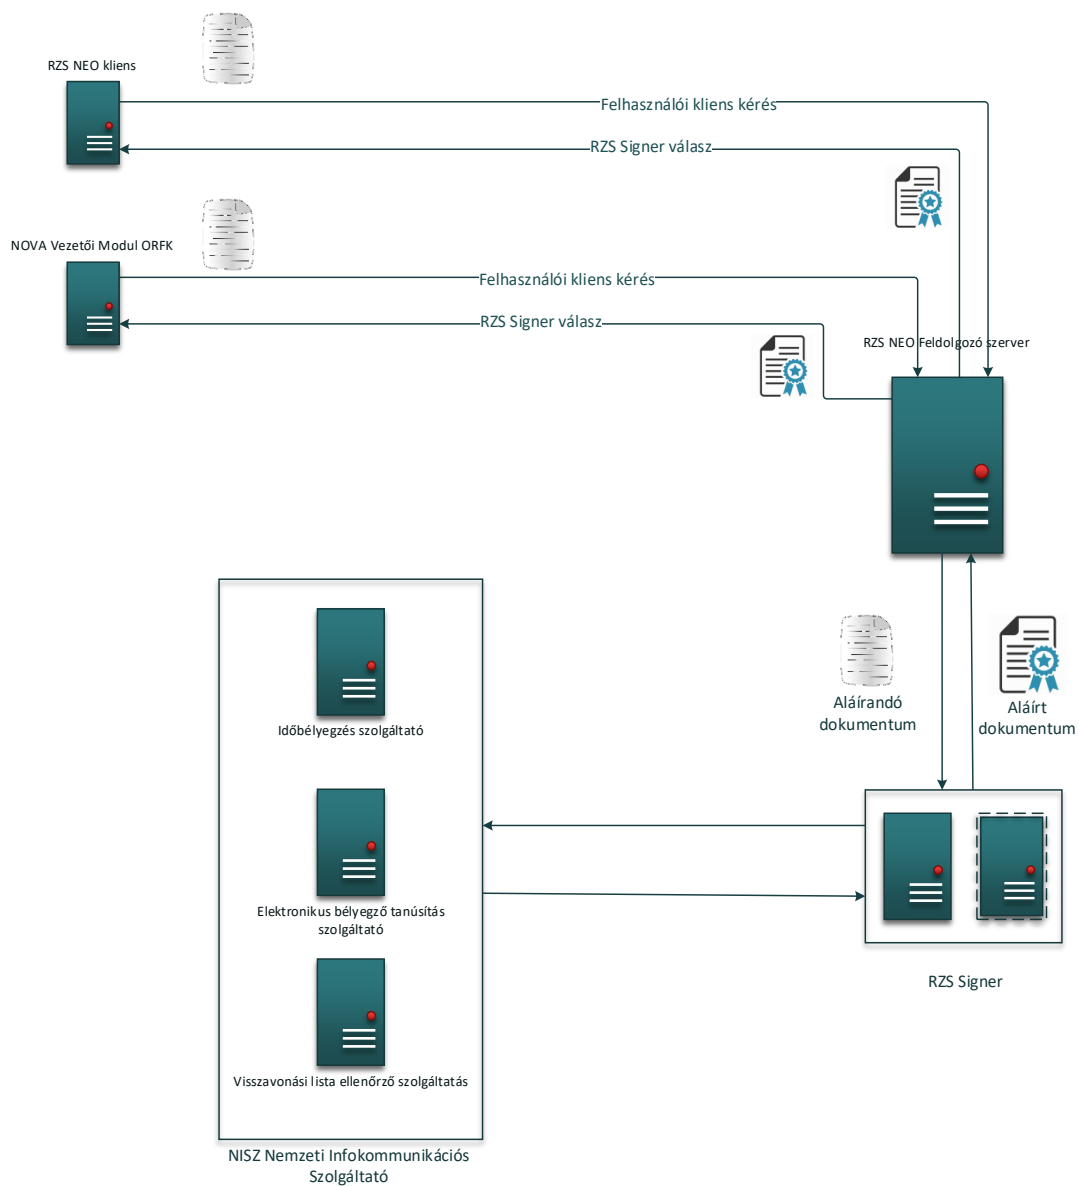 RZS NEO kliens
Felhasználói kliens kérés
RZS Signer válasz
NOVA Vezetői Modul ORFK
Felhasználói kliens kérés
RZS Signer válasz
RZS NEO Feldolgozó szerver
Aláírandó
dokumentum
Aláírt
dokumentum
Időbélyegzés szolgáltató
Elektronikus bélyegző tanúsítás
szolgáltató
RZS Signer
Visszavonási lista ellenőrző szolgáltatás
NISZ Nemzeti Infokommunikációs
Szolgáltató